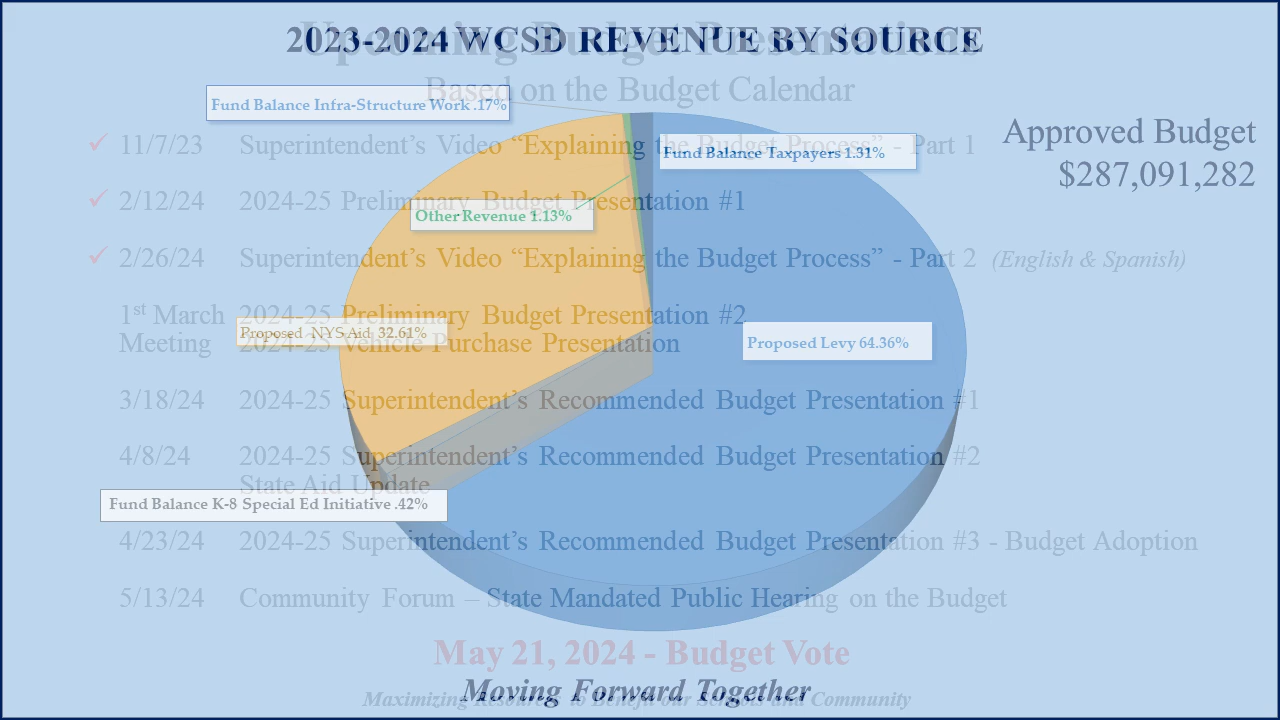 2023-2024 WCSD REVENUE BY SOURCE
Upcoming Budget Presentations
Based on the Budget Calendar
Approved Budget
$287,091,282
Fund Balance Infra-Structure Work .17%
Fund Balance Taxpayers 1.31%
Other Revenue 1.13%
Proposed NYS Aid 32.61%
Proposed Levy 64.36%
Fund Balance K-8 Special Ed Initiative .42%
✓ 11/7/23 Superintendent’s Video “Explaining the Budget Process” - Part 1
✓ 2/12/24 2024-25 Preliminary Budget Presentation #1
✓ 2/26/24 Superintendent’s Video “Explaining the Budget Process” - Part 2 (English & Spanish)
1st March 2024-25 Preliminary Budget Presentation #2
Meeting 2024-25 Vehicle Purchase Presentation
3/18/24 2024-25 Superintendent’s Recommended Budget Presentation #1
4/8/24 2024-25 Superintendent’s Recommended Budget Presentation #2
State Aid Update
4/23/24 2024-25 Superintendent’s Recommended Budget Presentation #3 - Budget Adoption
5/13/24 Community Forum – State Mandated Public Hearing on the Budget
May 21, 2024 - Budget Vote
Moving Forward Together
Maximizing Resources to Benefit our Schools and Community